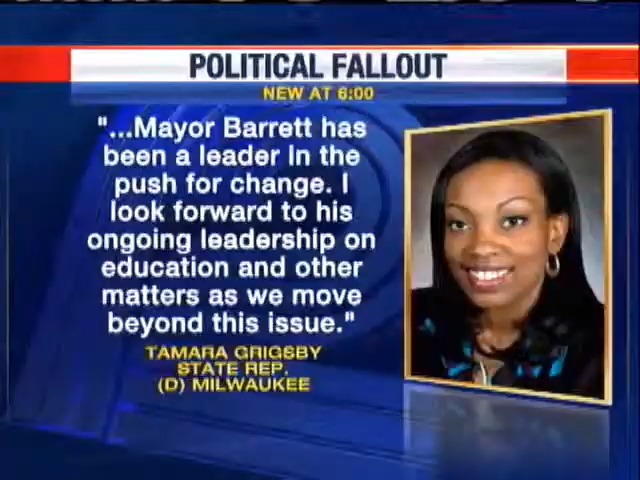 POLITICAL FALLOUT
NEW AT 6:00
"...Mayor Barrett has
been a leader in the
push for change. I
look forward to his
ongoing leadership on
education and other
matters as we move
beyond this issue."
TAMARA GRIGSBY
STATE REP.
(D) MILWAUKEE